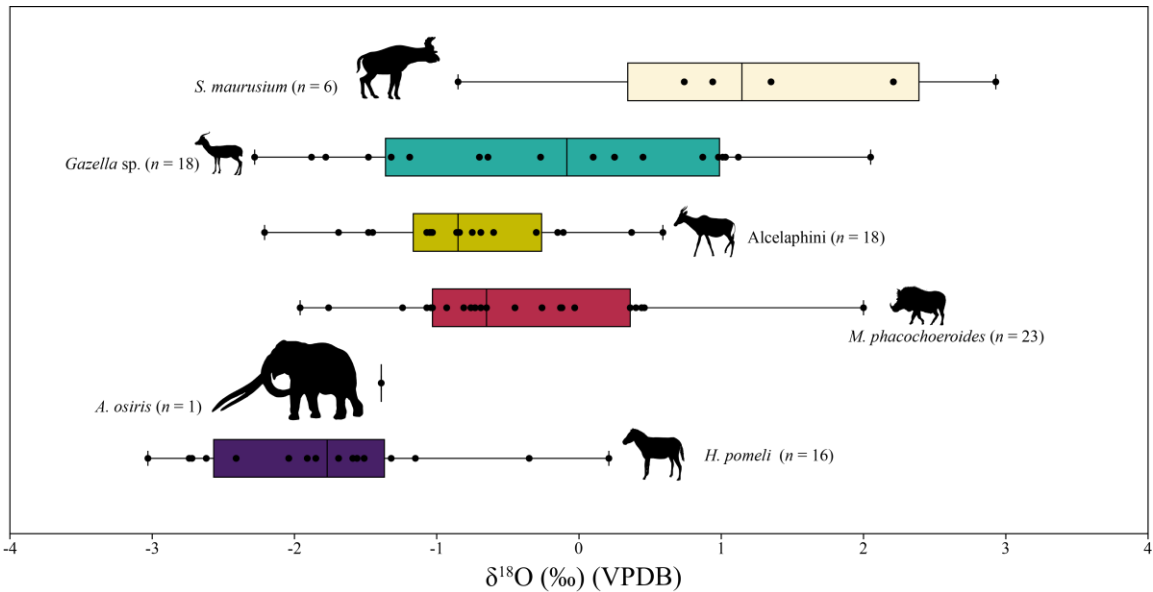 S. maurusium (n = 6)
Gazella sp. (n = 18)
Alcelaphini (n = 18)
M. phacochoeroides (n = 23)
A. osiris (n = 1)
H. pomeli (n = 16)
-4 -3 -2 -1 0 1 2 3 4
δ¹⁸O (‰) (VPDB)